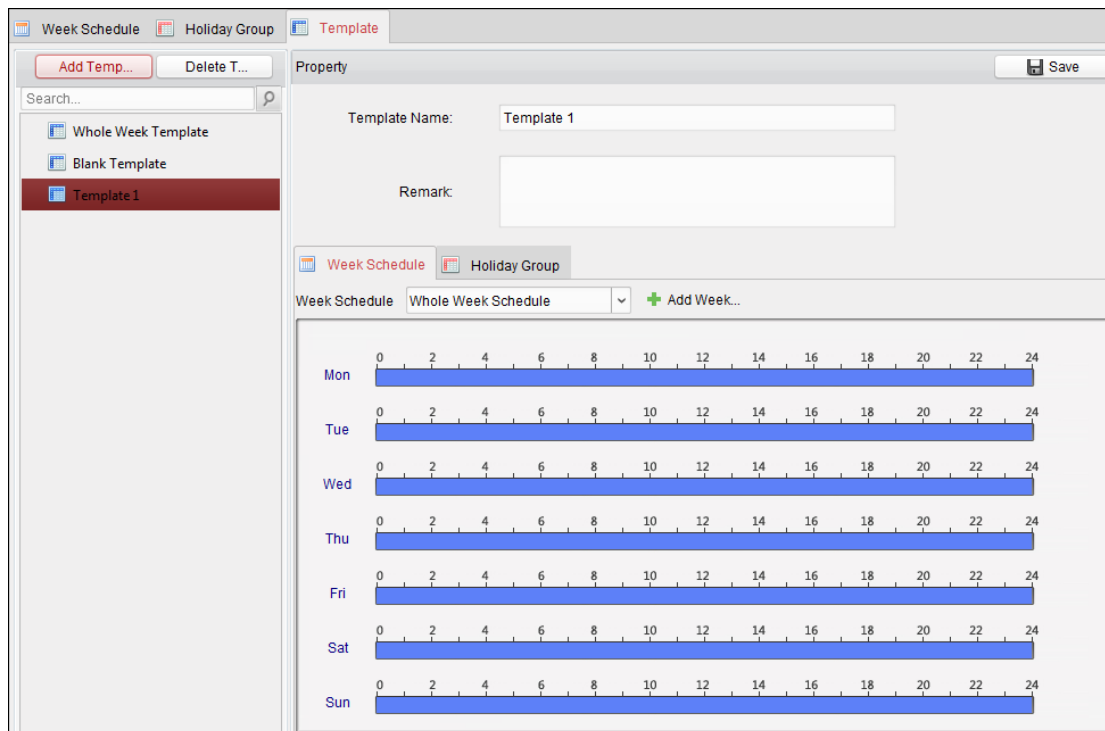 Week Schedule Holiday Group Template
Add Temp... Delete T... Property Save
Search...
Whole Week Template
Blank Template
Template 1
Template Name: Template 1
Remark:
Week Schedule Holiday Group
Week Schedule Whole Week Schedule Add Week...
0 2 4 6 8 10 12 14 16 18 20 22 24
Mon
0 2 4 6 8 10 12 14 16 18 20 22 24
Tue
0 2 4 6 8 10 12 14 16 18 20 22 24
Wed
0 2 4 6 8 10 12 14 16 18 20 22 24
Thu
0 2 4 6 8 10 12 14 16 18 20 22 24
Fri
0 2 4 6 8 10 12 14 16 18 20 22 24
Sat
0 2 4 6 8 10 12 14 16 18 20 22 24
Sun